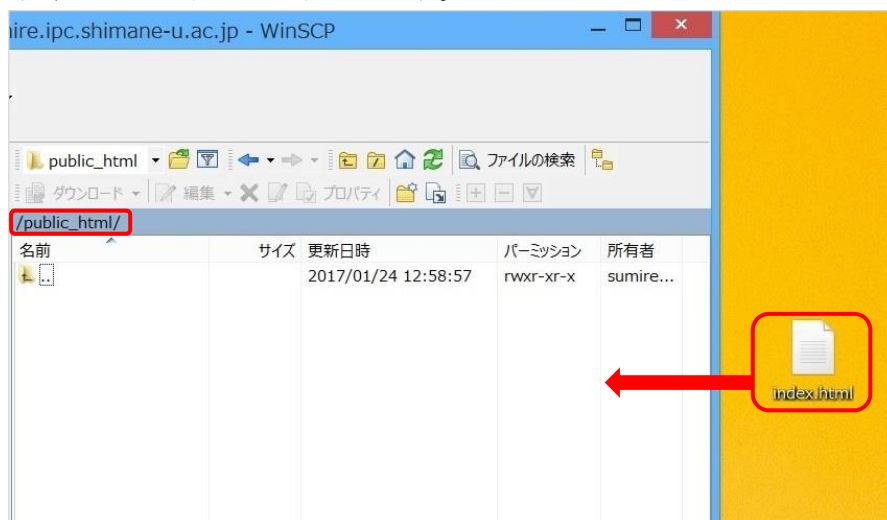 ire.ipc.shimane-u.ac.jp - WinSCP
public_html
ファイルの検索
ダウンロード 編集 プロパティ
/public_html/
名前 サイズ 更新日時 パーミッション 所有者
.. 2017/01/24 12:58:57 rwxr-xr-x sumire...
index.html